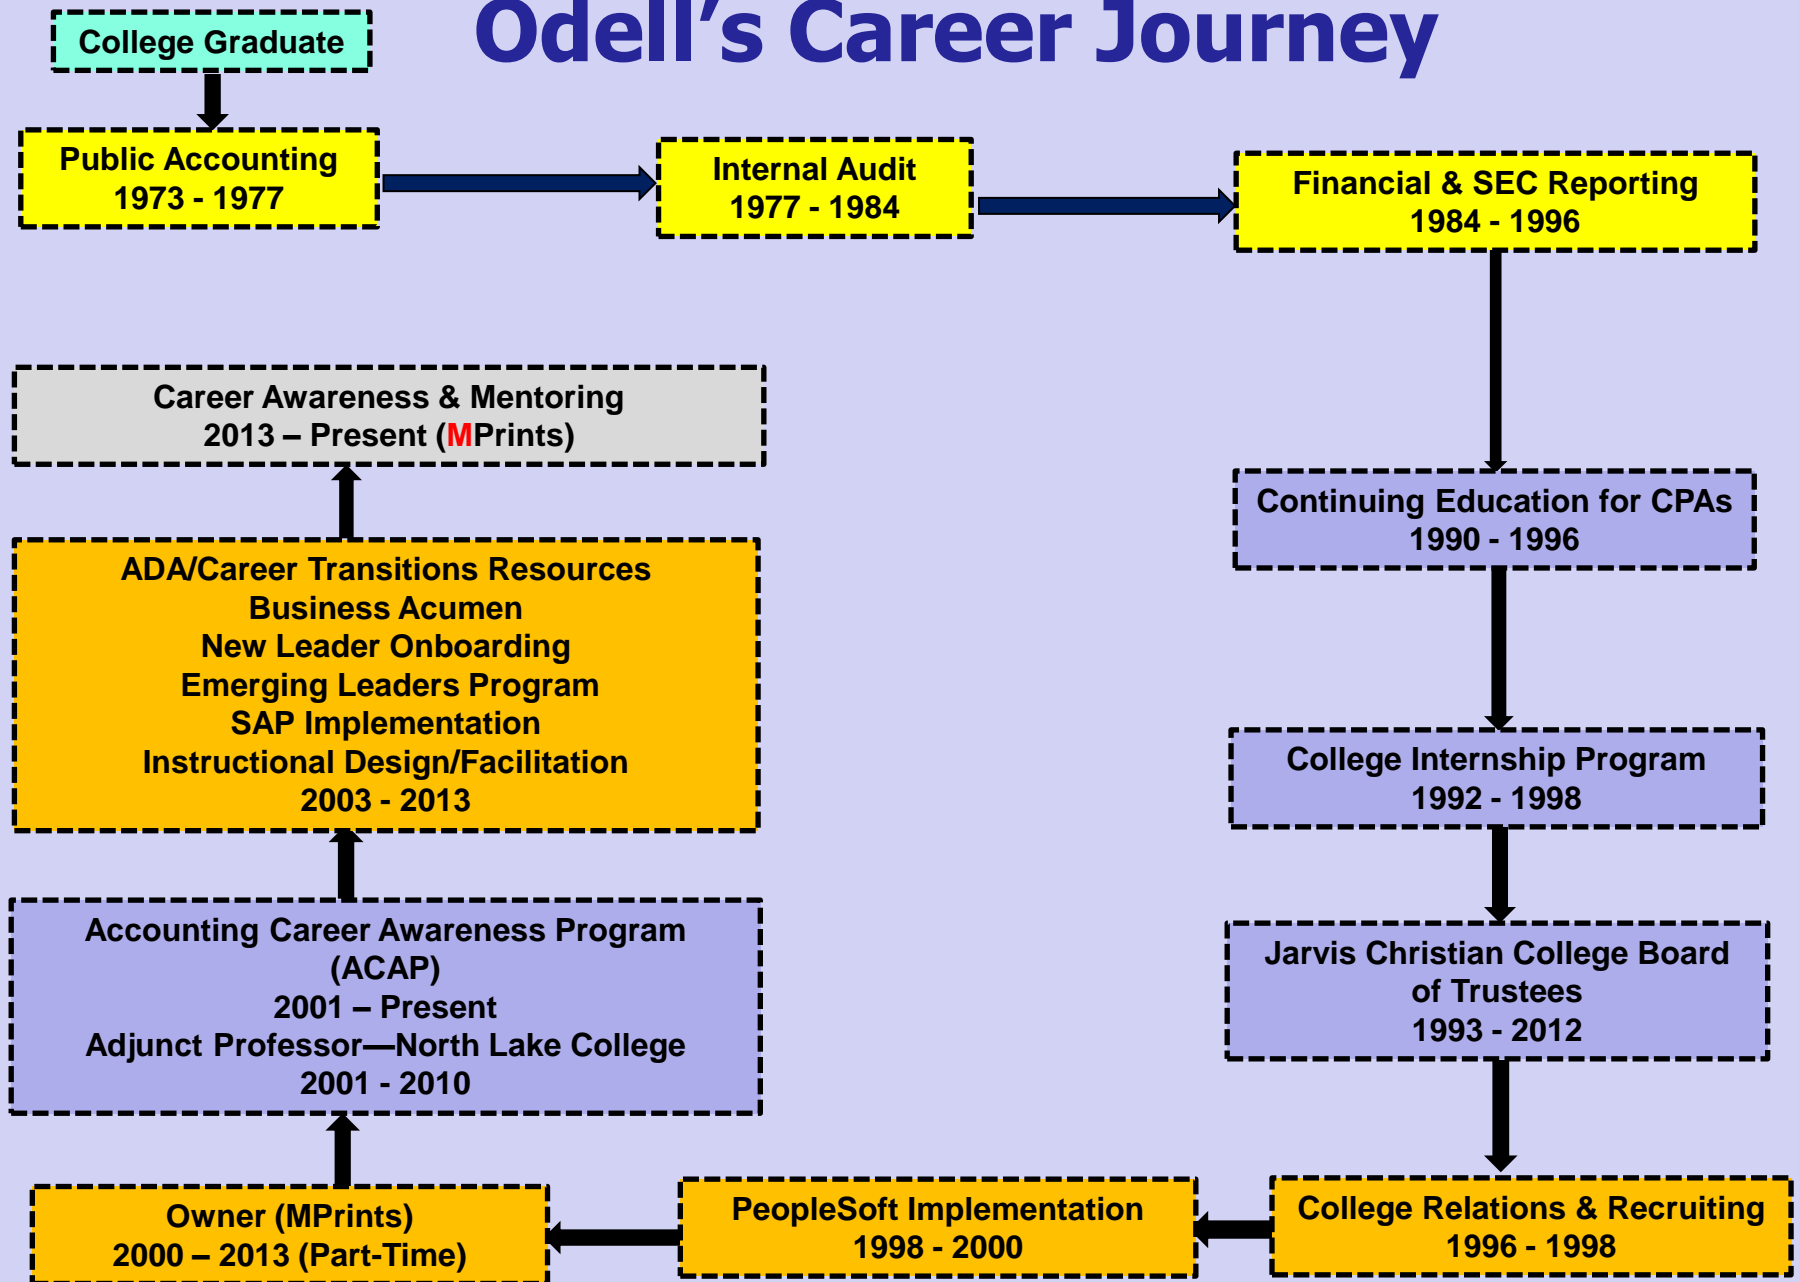 Odell’s Career Journey
College Graduate
Public Accounting
1973 - 1977
Internal Audit
1977 - 1984
Financial & SEC Reporting
1984 - 1996
Continuing Education for CPAs
1990 - 1996
College Internship Program
1992 - 1998
Jarvis Christian College Board
of Trustees
1993 - 2012
College Relations & Recruiting
1996 - 1998
PeopleSoft Implementation
1998 - 2000
Owner (MPrints)
2000 – 2013 (Part-Time)
Accounting Career Awareness Program
(ACAP)
2001 – Present
Adjunct Professor—North Lake College
2001 - 2010
ADA/Career Transitions Resources
Business Acumen
New Leader Onboarding
Emerging Leaders Program
SAP Implementation
Instructional Design/Facilitation
2003 - 2013
Career Awareness & Mentoring
2013 – Present (MPrints)